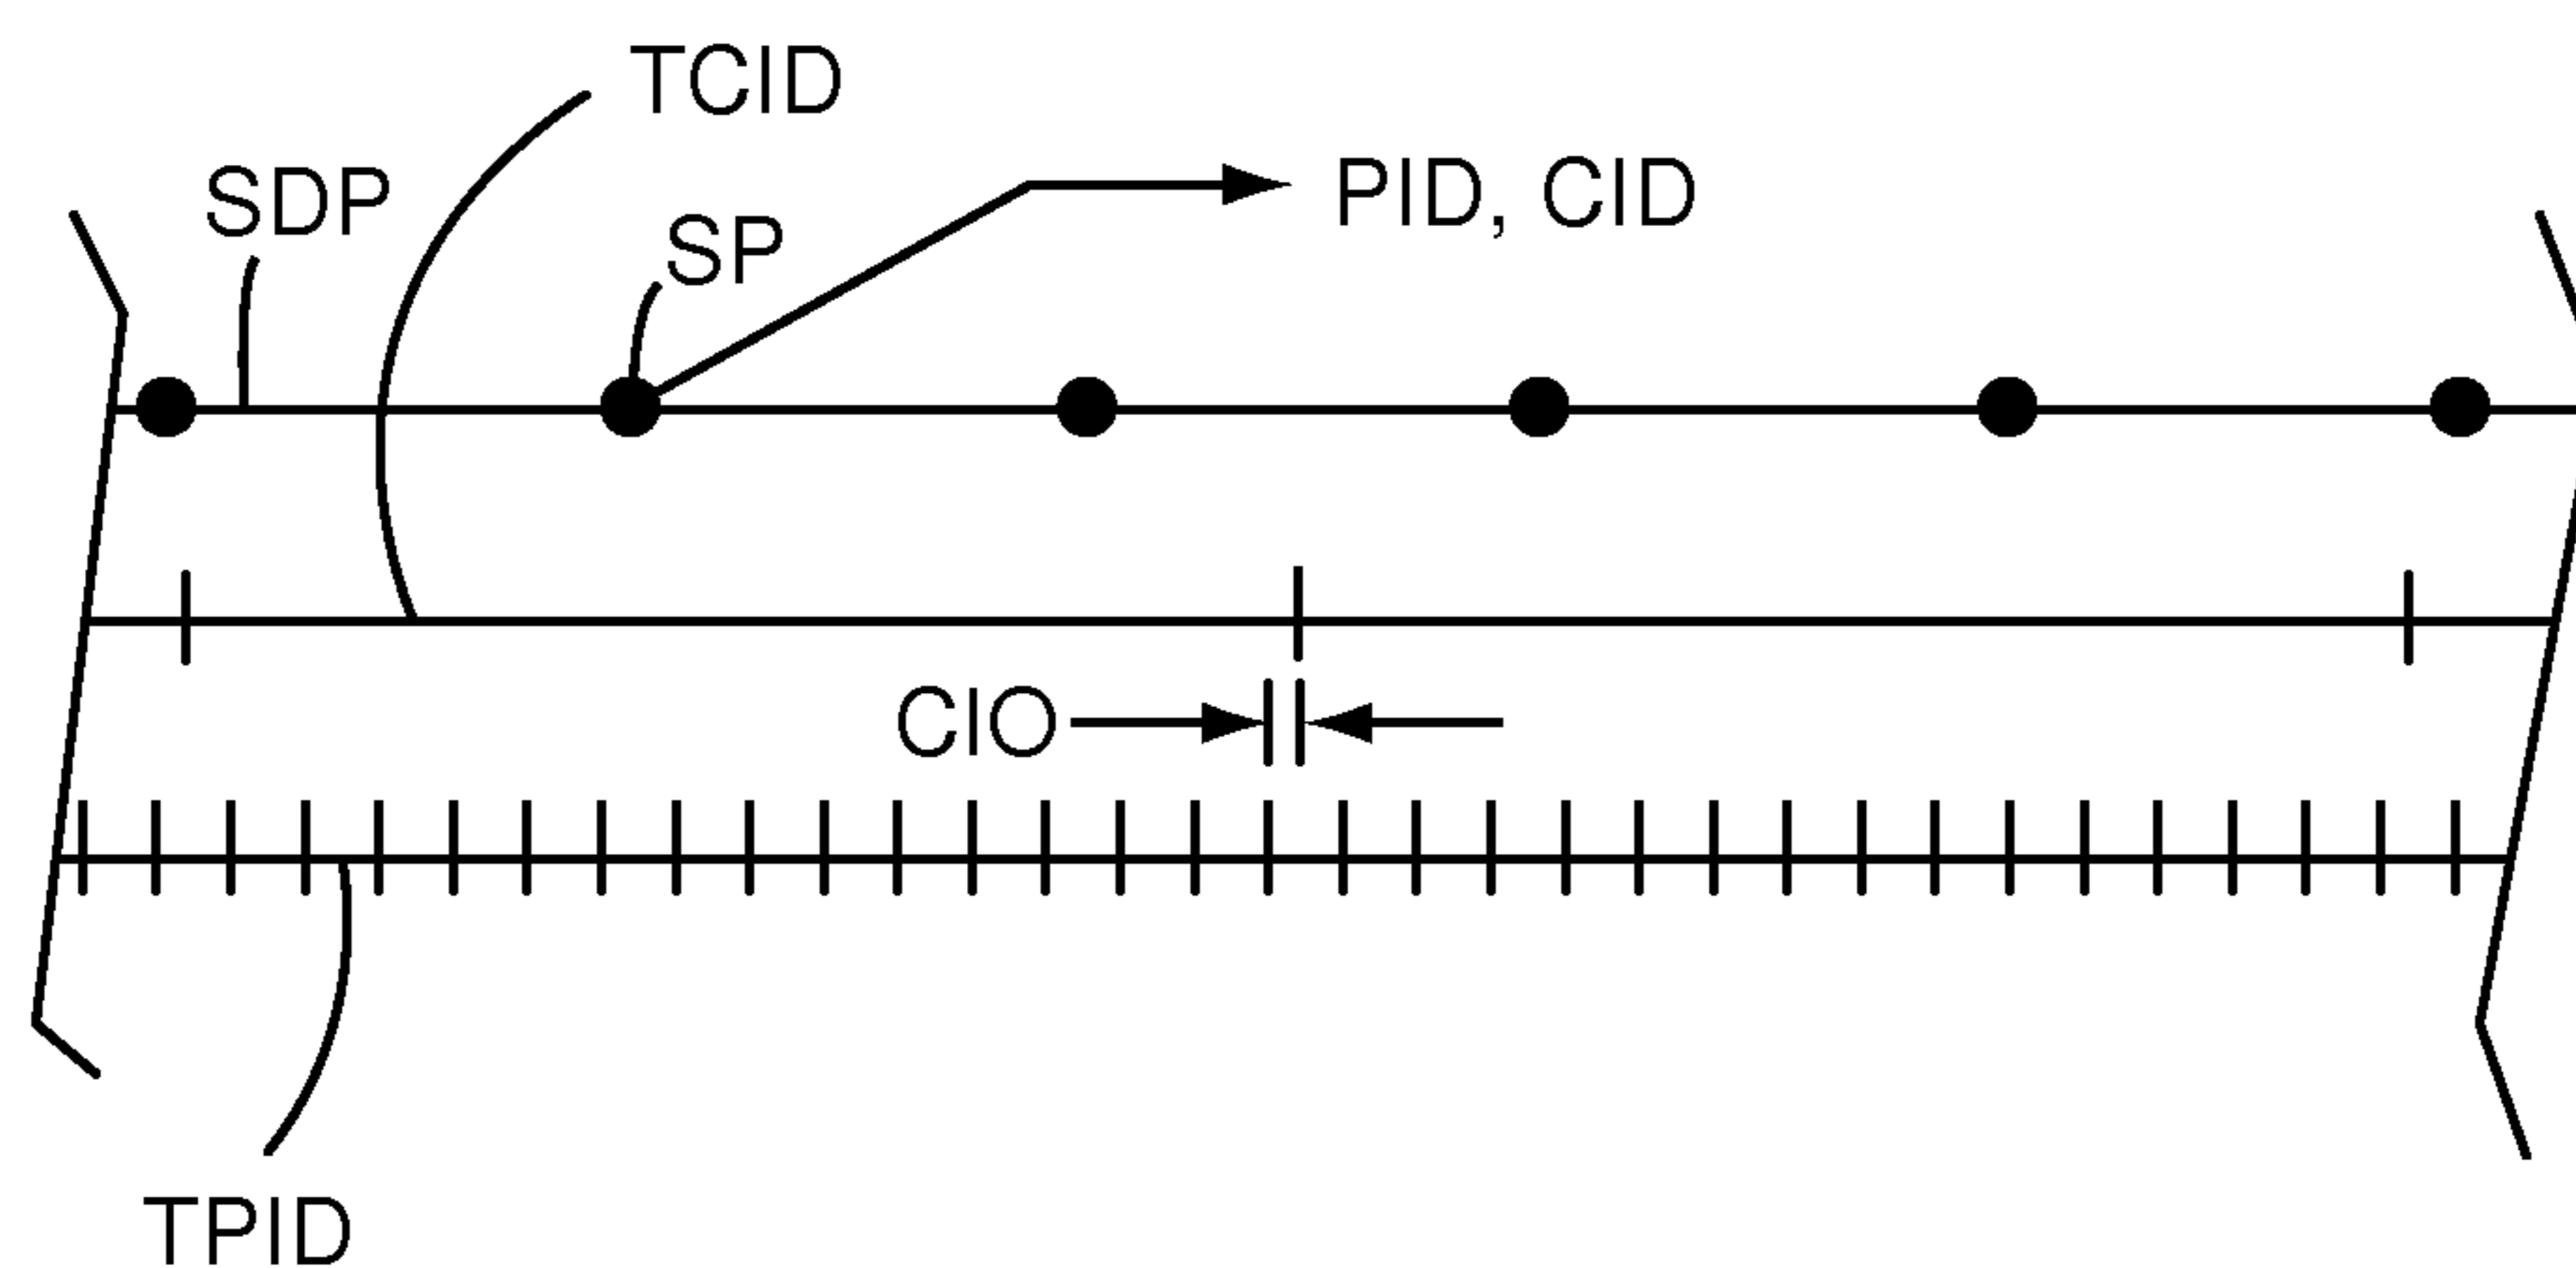 TCID
SDP
SP
PID, CID
CIO
TPID